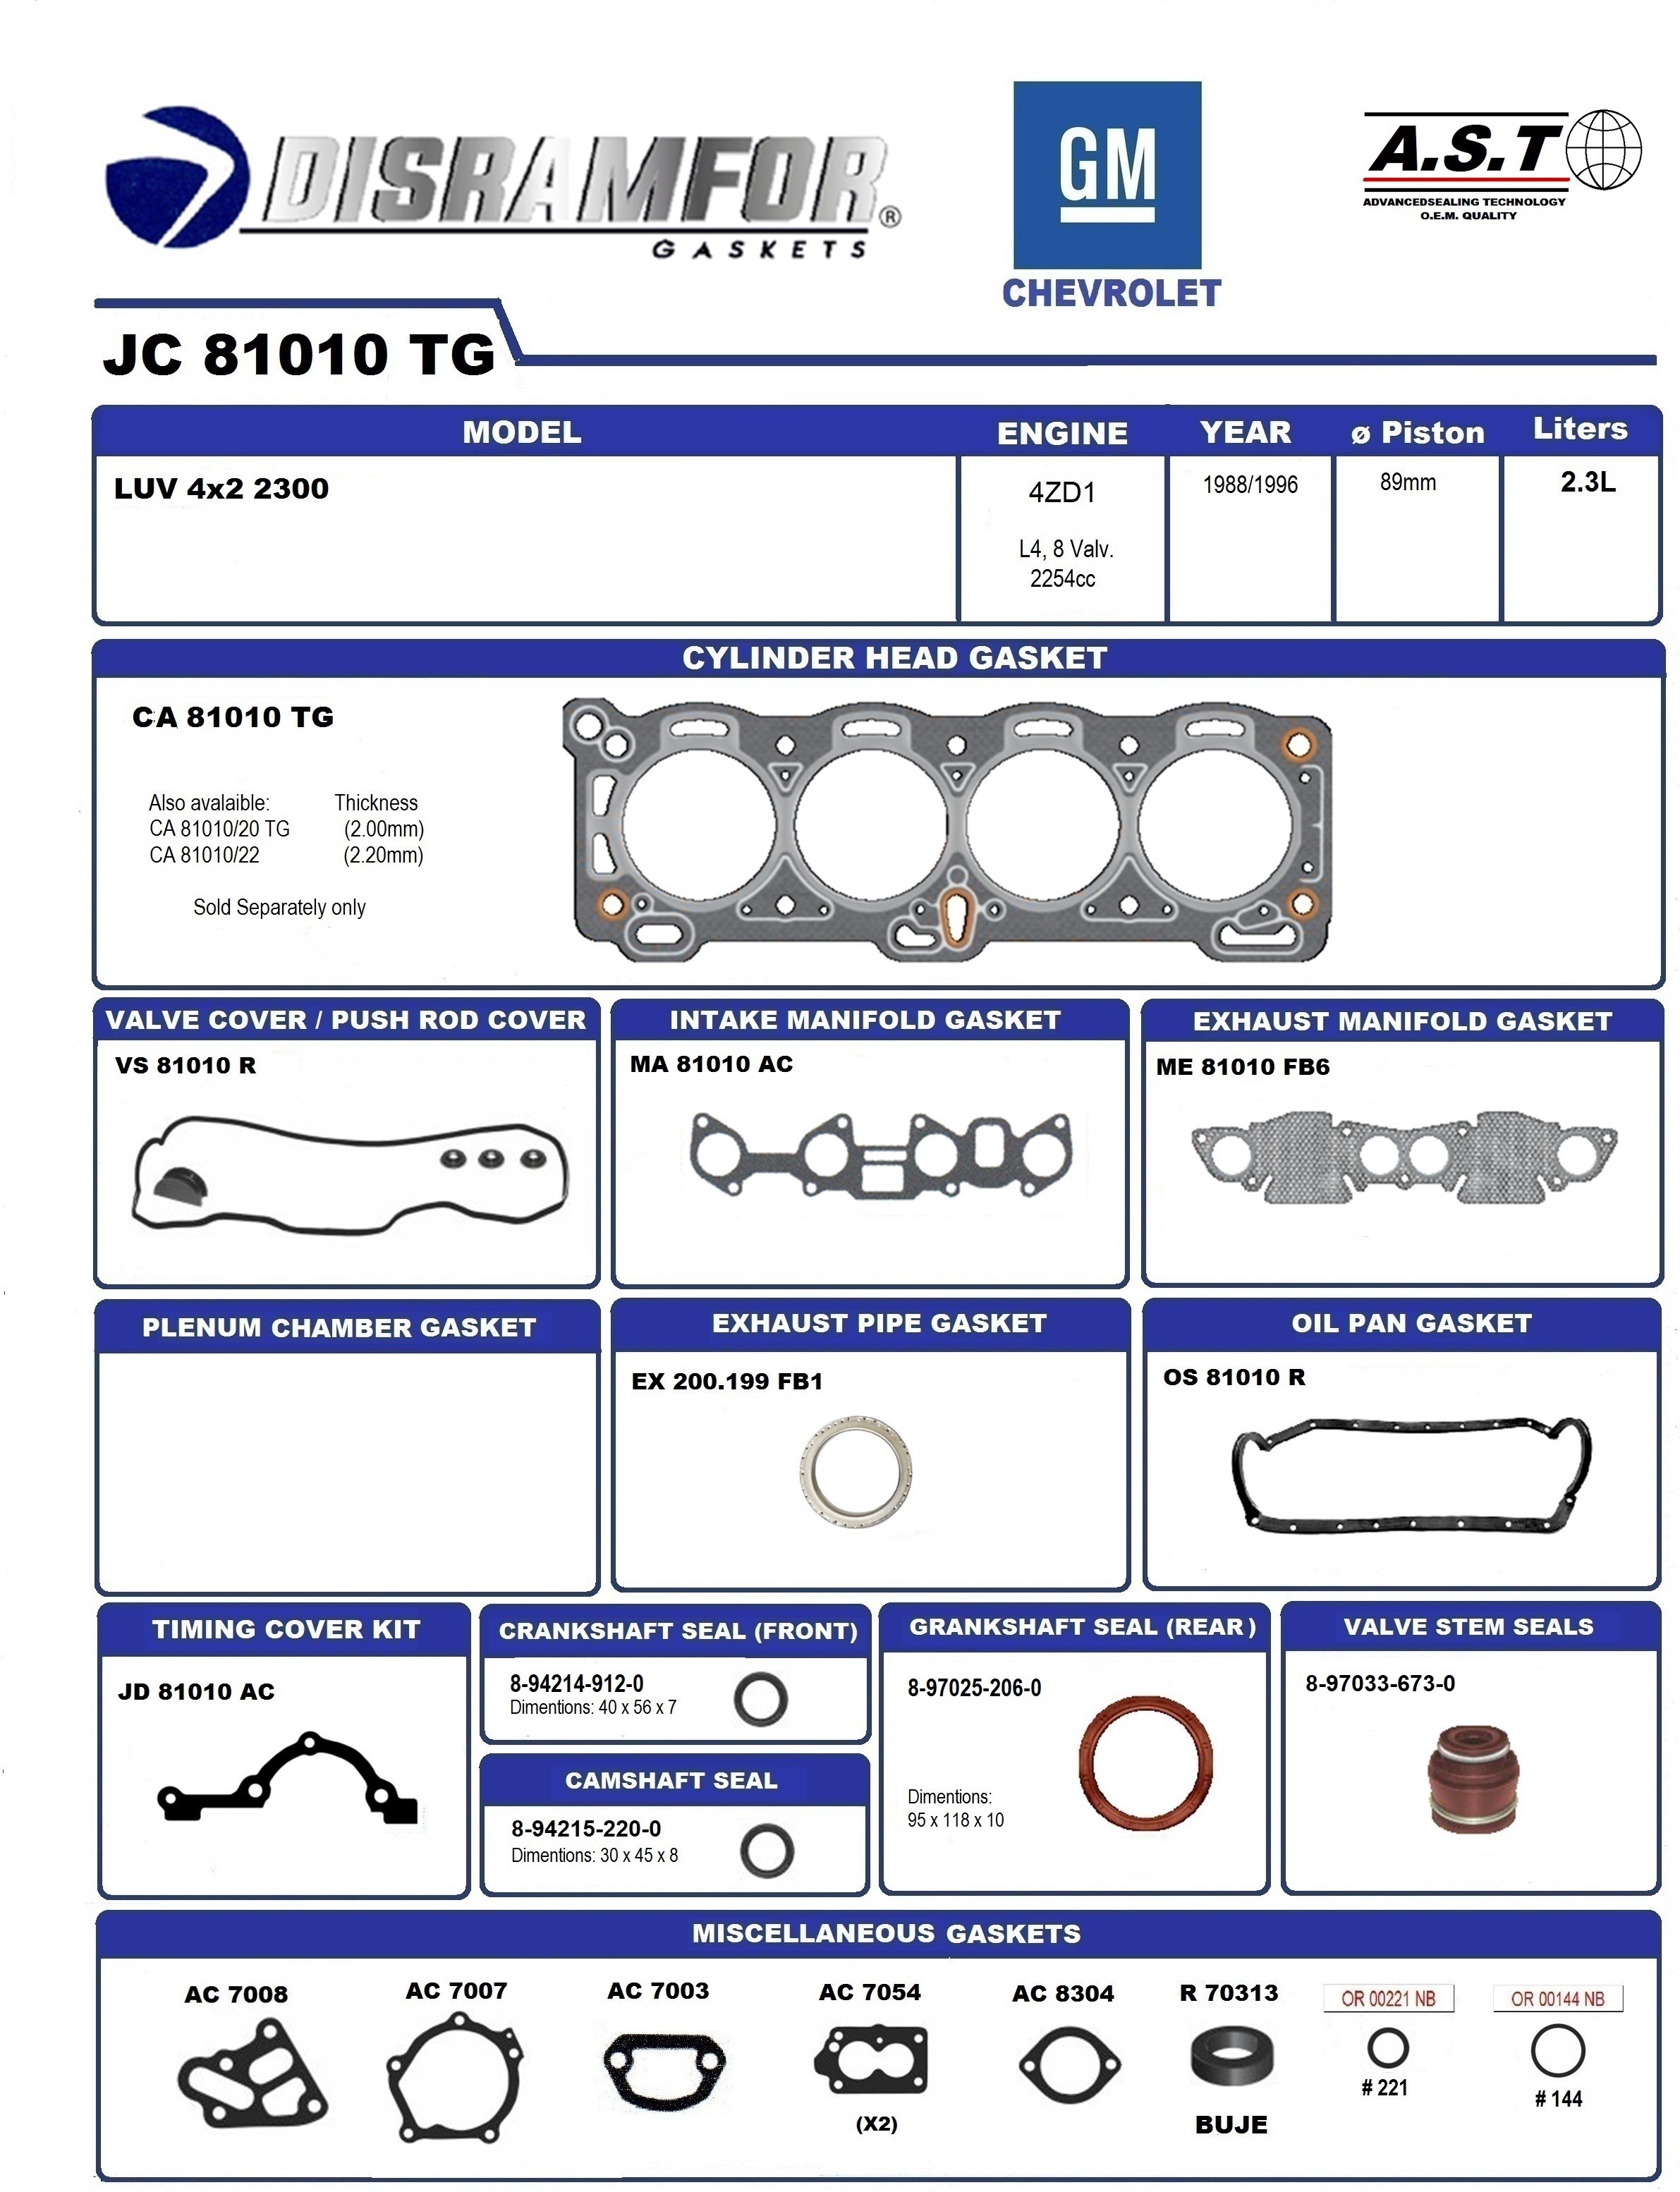 DISRAMFOR®
GASKETS
GM
CHEVROLET
A.S.T
ADVANCEDSEALING TECHNOLOGY
O.E.M. QUALITY
JC 81010 TG
MODEL ENGINE YEAR ø Piston Liters
LUV 4x2 2300 4ZD1 1988/1996 89mm 2.3L
L4, 8 Valv.
2254cc
CYLINDER HEAD GASKET
CA 81010 TG
Also avalaible: Thickness
CA 81010/20 TG (2.00mm)
CA 81010/22 (2.20mm)
Sold Separately only
VALVE COVER / PUSH ROD COVER
VS 81010 R
INTAKE MANIFOLD GASKET
MA 81010 AC
EXHAUST MANIFOLD GASKET
ME 81010 FB6
PLENUM CHAMBER GASKET
EXHAUST PIPE GASKET
EX 200.199 FB1
OIL PAN GASKET
OS 81010 R
TIMING COVER KIT
JD 81010 AC
CRANKSHAFT SEAL (FRONT)
8-94214-912-0
Dimentions: 40 x 56 x 7
CAMSHAFT SEAL
8-94215-220-0
Dimentions: 30 x 45 x 8
GRANKSHAFT SEAL (REAR)
8-97025-206-0
Dimentions:
95 x 118 x 10
VALVE STEM SEALS
8-97033-673-0
MISCELLANEOUS GASKETS
AC 7008 AC 7007 AC 7003 AC 7054 AC 8304 R 70313 OR 00221 NB OR 00144 NB
(X2) BUJE # 221 # 144